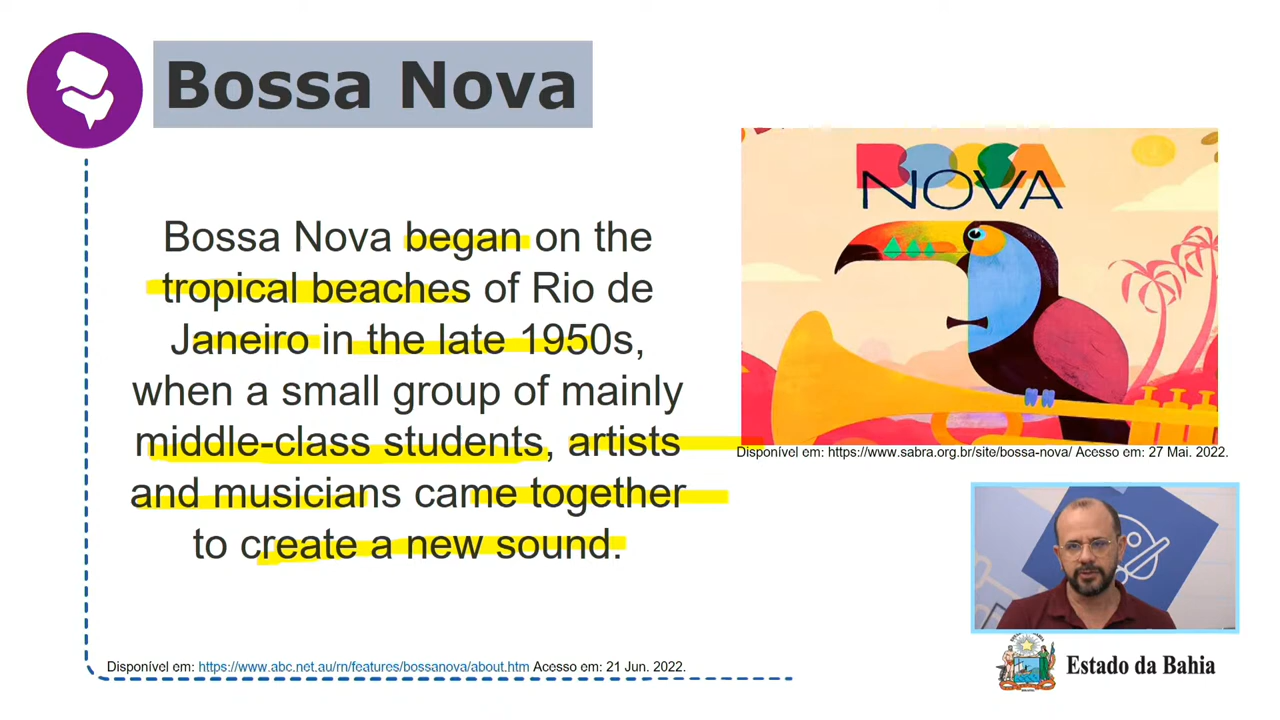 Bossa Nova
Bossa Nova began on the
tropical beaches of Rio de
Janeiro in the late 1950s,
when a small group of mainly
middle-class students, artists
and musicians came together
to create a new sound.
BOSSA
NOVA
Disponível em: https://www.sabra.org.br/site/bossa-nova/ Acesso em: 27 Mai. 2022.
Disponível em: https://www.abc.net.au/rn/features/bossanova/about.htm Acesso em: 21 Jun. 2022.
Estado da Bahia